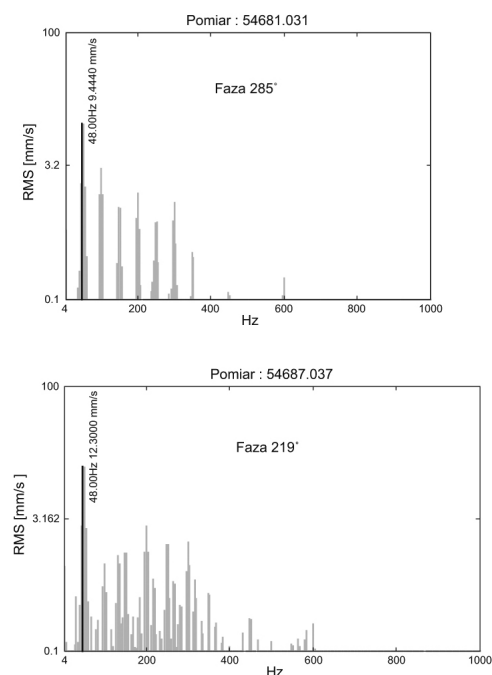 Pomiar : 54681.031
100
48.00Hz 9.4440 mm/s
Faza 285°
RMS [mm/s]
3.2
0.1
4 200 400 600 800 1000
Hz
Pomiar : 54687.037
100
48.00Hz 12.3000 mm/s
Faza 219°
RMS [mm/s ]
3.162
0.1
4 200 400 600 800 1000
Hz